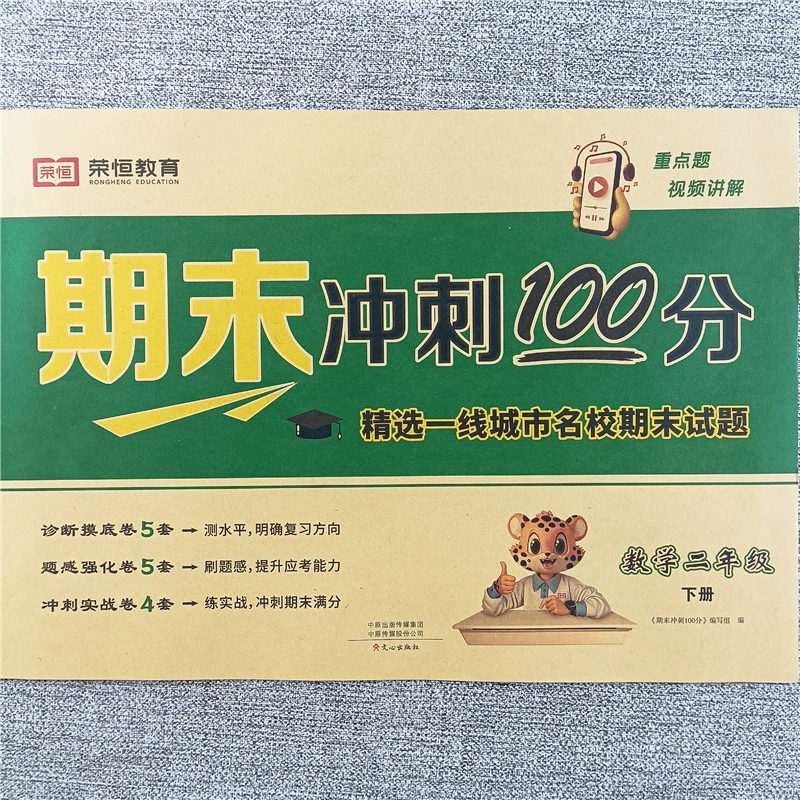 荣恒
荣恒教育
RONGHENG EDUCATION
重点题
视频讲解
期末冲刺100分
精选一线城市名校期末试题
诊断摸底卷5套→测水平,明确复习方向
题感强化卷5套→刷题感,提升应考能力
冲刺实战卷4套→练实战,冲刺期末满分
数学二年级
下册
《期末冲刺100分》编写组 编
中原出版传媒集团
中原传媒股份公司
文心出版社